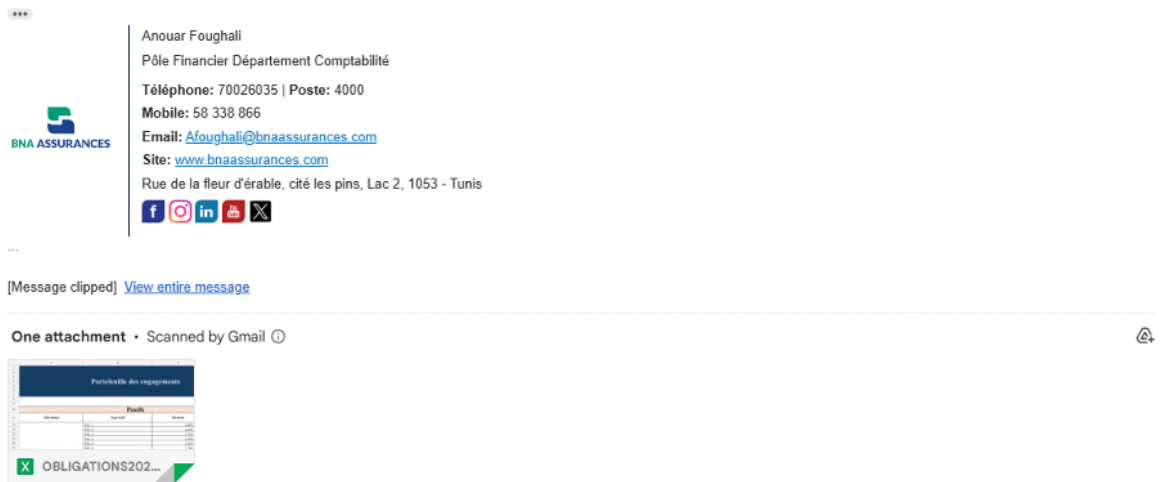 Anouar Foughali
Pôle Financier Département Comptabilité
Téléphone: 70026035 | Poste: 4000
Mobile: 58 338 866
Email: Afoughali@bnaassurances.com
Site: www.bnaassurances.com
Rue de la fleur d'érable, cité les pins, Lac 2, 1053 - Tunis
BNA ASSURANCES
...
[Message clipped] View entire message
One attachment • Scanned by Gmail
Portefeuille des engagements
Passifs
OBLIGATIONS202...